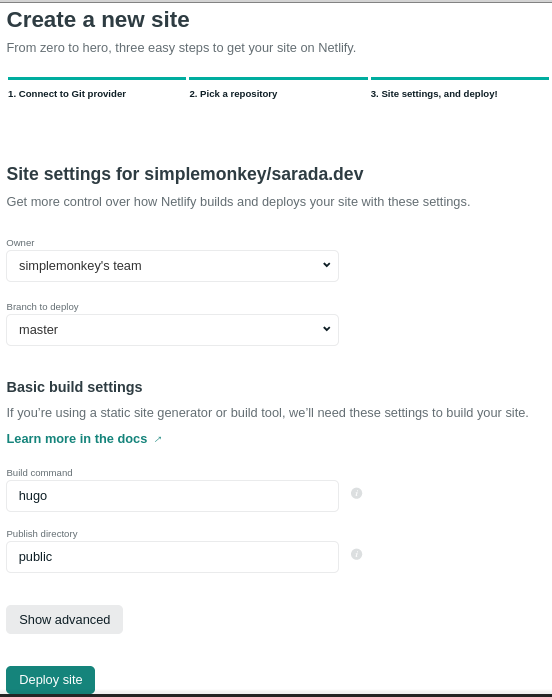 Create a new site
From zero to hero, three easy steps to get your site on Netlify.
1. Connect to Git provider
2. Pick a repository
3. Site settings, and deploy!
Site settings for simplemonkey/sarada.dev
Get more control over how Netlify builds and deploys your site with these settings.
Owner
simplemonkey's team
Branch to deploy
master
Basic build settings
If you’re using a static site generator or build tool, we’ll need these settings to build your site.
Learn more in the docs ↗
Build command
hugo
Publish directory
public
Show advanced
Deploy site